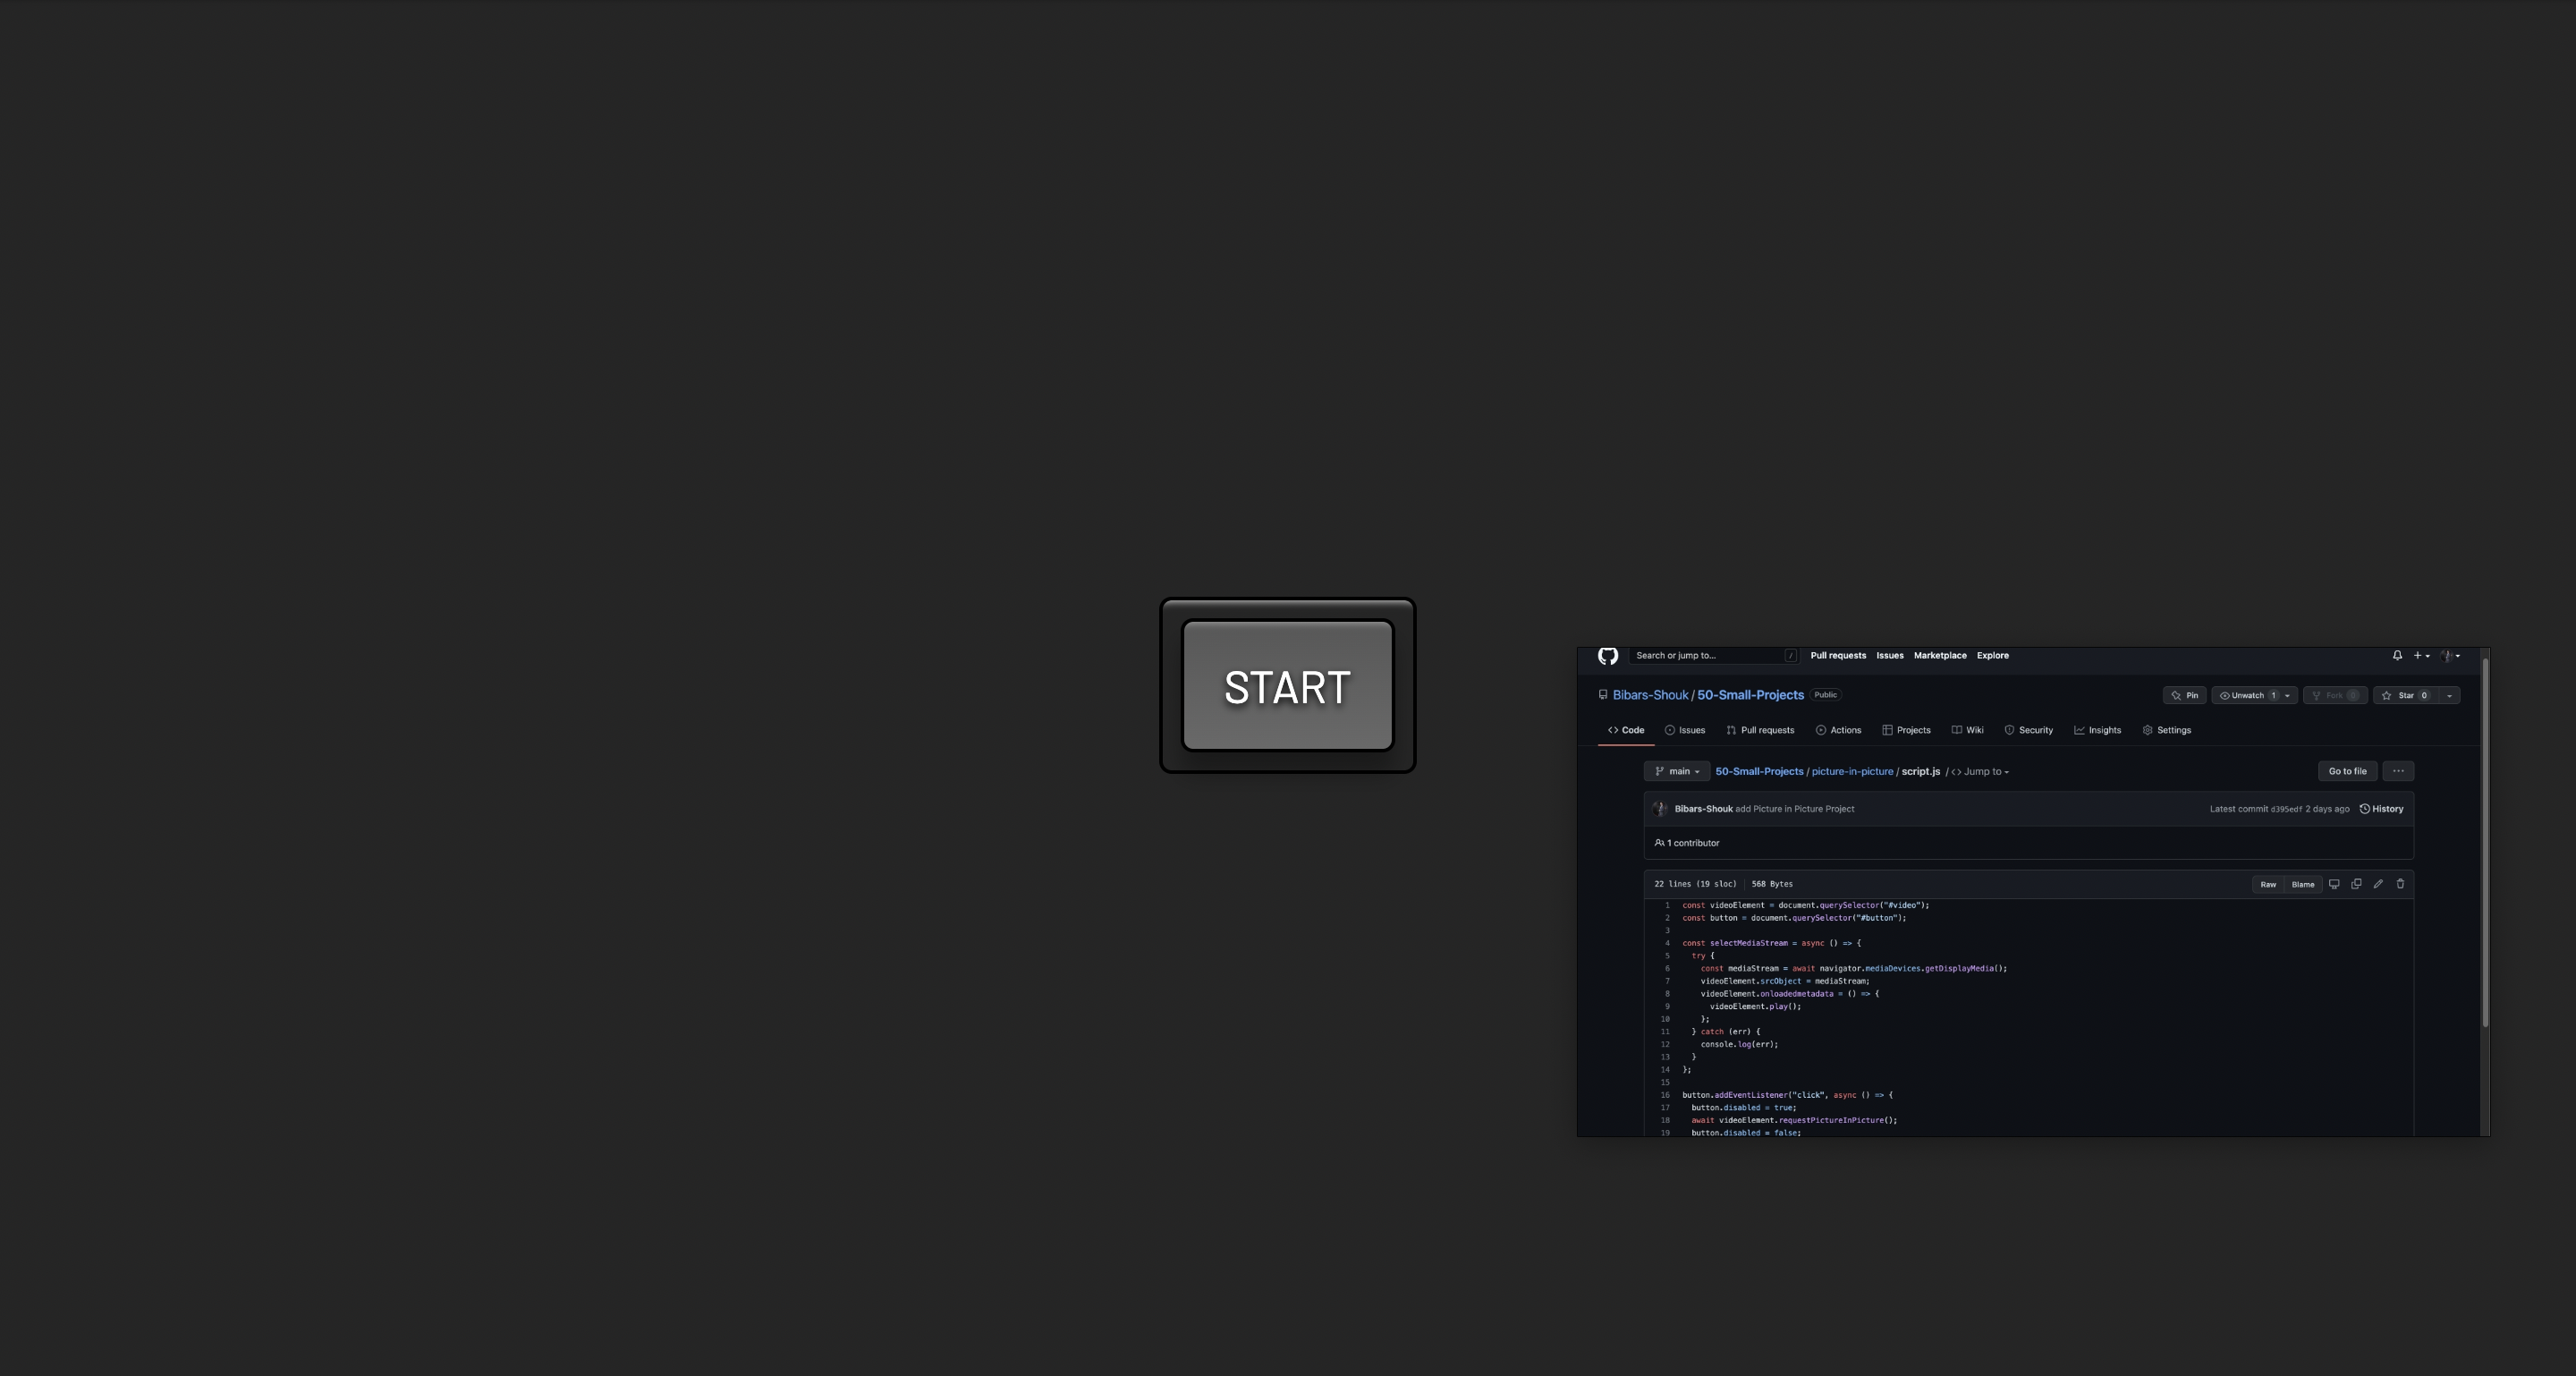 START
Search or jump to... / Pull requests Issues Marketplace Explore
Bibars-Shouk / 50-Small-Projects Public Pin Unwatch 1 Fork 0 Star 0
Code Issues Pull requests Actions Projects Wiki Security Insights Settings
main 50-Small-Projects / picture-in-picture / script.js / <> Jump to Go to file ...
Bibars-Shouk add Picture in Picture Project Latest commit d395edf 2 days ago History
1 contributor
22 lines (19 sloc) 568 Bytes Raw Blame
1 const videoElement = document.querySelector("#video");
2 const button = document.querySelector("#button");
3
4 const selectMediaStream = async () => {
5 try {
6 const mediaStream = await navigator.mediaDevices.getDisplayMedia();
7 videoElement.srcObject = mediaStream;
8 videoElement.onloadedmetadata = () => {
9 videoElement.play();
10 };
11 } catch (err) {
12 console.log(err);
13 }
14 };
15
16 button.addEventListener("click", async () => {
17 button.disabled = true;
18 await videoElement.requestPictureInPicture();
19 button.disabled = false;